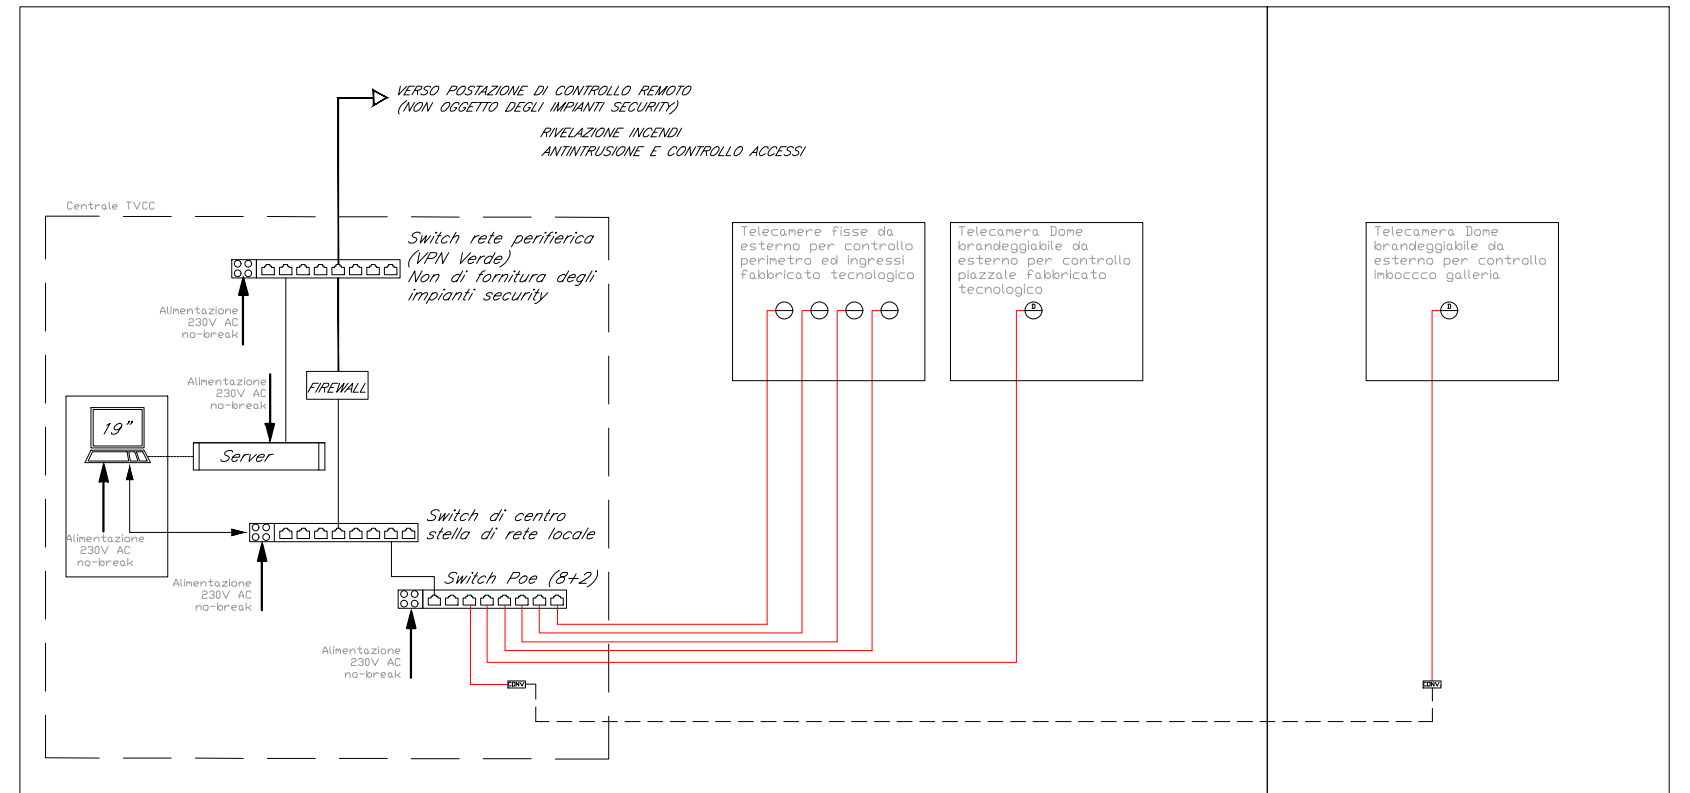 VERSO POSTAZIONE DI CONTROLLO REMOTO
(NON OGGETTO DEGLI IMPIANTI SECURITY)
RIVELAZIONE INCENDI
ANTINTRUSIONE E CONTROLLO ACCESSI
Centrale TVCC
Switch rete perifierica
(VPN Verde)
Non di fornitura degli
impianti security
Alimentazione
230V AC
no-break
Alimentazione
230V AC
no-break
FIREWALL
19"
Server
Alimentazione
230V AC
no-break
Switch di centro
stella di rete locale
Alimentazione
230V AC
no-break
Switch Poe (8+2)
Alimentazione
230V AC
no-break
CONV
Telecamere fisse da
esterno per controllo
perimetro ed ingressi
fabbricato tecnologico
Telecamera Dome
brandeggiabile da
esterno per controllo
piazzale fabbricato
tecnologico
D
Telecamera Dome
brandeggiabile da
esterno per controllo
imboccco galleria
D
CONV